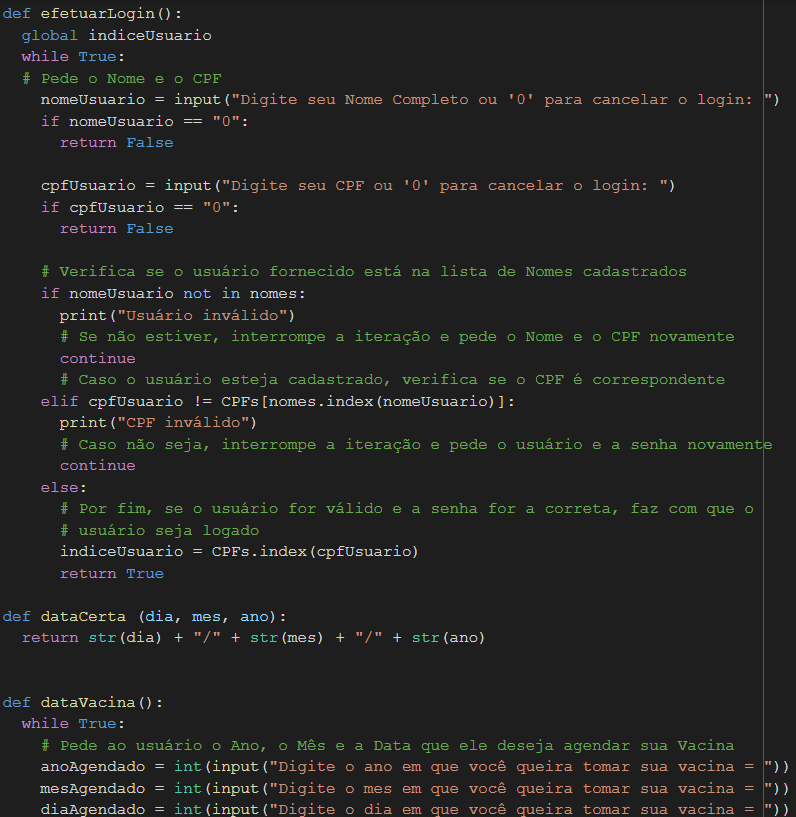 def efetuarLogin():
  global indiceUsuario
  while True:
  # Pede o Nome e o CPF
    nomeUsuario = input("Digite seu Nome Completo ou '0' para cancelar o login: ")
    if nomeUsuario == "0":
      return False

    cpfUsuario = input("Digite seu CPF ou '0' para cancelar o login: ")
    if cpfUsuario == "0":
      return False

    # Verifica se o usuário fornecido está na lista de Nomes cadastrados
    if nomeUsuario not in nomes:
      print("Usuário inválido")
      # Se não estiver, interrompe a iteração e pede o Nome e o CPF novamente
      continue
      # Caso o usuário esteja cadastrado, verifica se o CPF é correspondente
    elif cpfUsuario != CPFs[nomes.index(nomeUsuario)]:
      print("CPF inválido")
      # Caso não seja, interrompe a iteração e pede o usuário e a senha novamente
      continue
    else:
      # Por fim, se o usuário for válido e a senha for a correta, faz com que o
      # usuário seja logado
      indiceUsuario = CPFs.index(cpfUsuario)
      return True

def dataCerta (dia, mes, ano):
  return str(dia) + "/" + str(mes) + "/" + str(ano)


def dataVacina():
  while True:
    # Pede ao usuário o Ano, o Mês e a Data que ele deseja agendar sua Vacina
    anoAgendado = int(input("Digite o ano em que você queira tomar sua vacina = "))
    mesAgendado = int(input("Digite o mes em que você queira tomar sua vacina = "))
    diaAgendado = int(input("Digite o dia em que você queira tomar sua vacina = "))